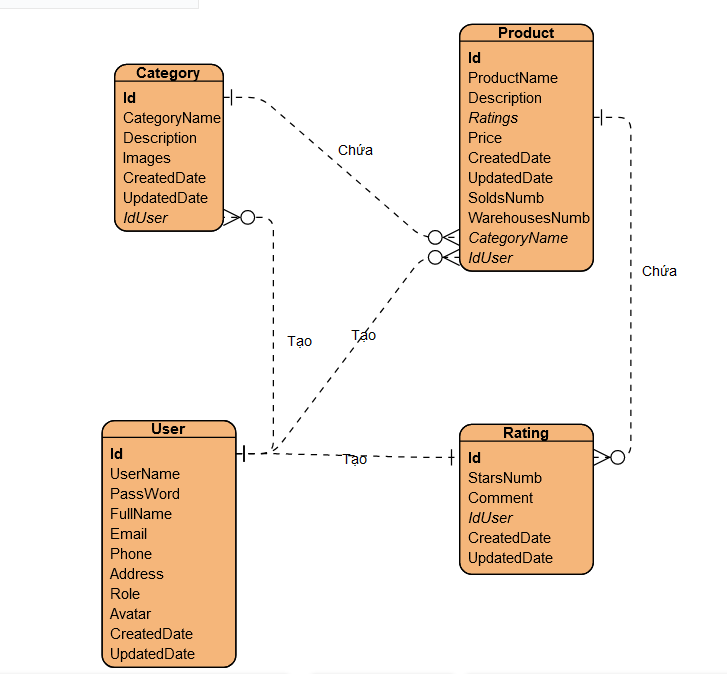 Category
Id
CategoryName
Description
Images
CreatedDate
UpdatedDate
IdUser
Product
Id
ProductName
Description
Ratings
Price
CreatedDate
UpdatedDate
SoldsNumb
WarehousesNumb
CategoryName
IdUser
Chứa
Chứa
Tạo
Tạo
Tạo
User
Id
UserName
PassWord
FullName
Email
Phone
Address
Role
Avatar
CreatedDate
UpdatedDate
Rating
Id
StarsNumb
Comment
IdUser
CreatedDate
UpdatedDate